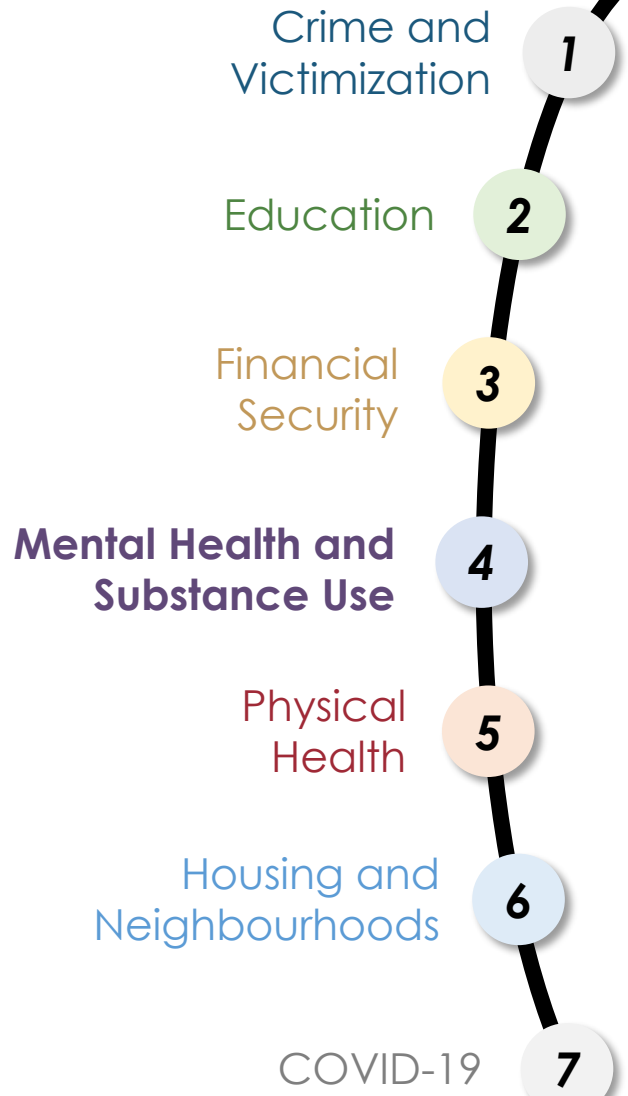 Crime and
Victimization
1
Education
2
Financial
Security
3
Mental Health and
Substance Use
4
Physical
Health
5
Housing and
Neighbourhoods
6
COVID-19
7